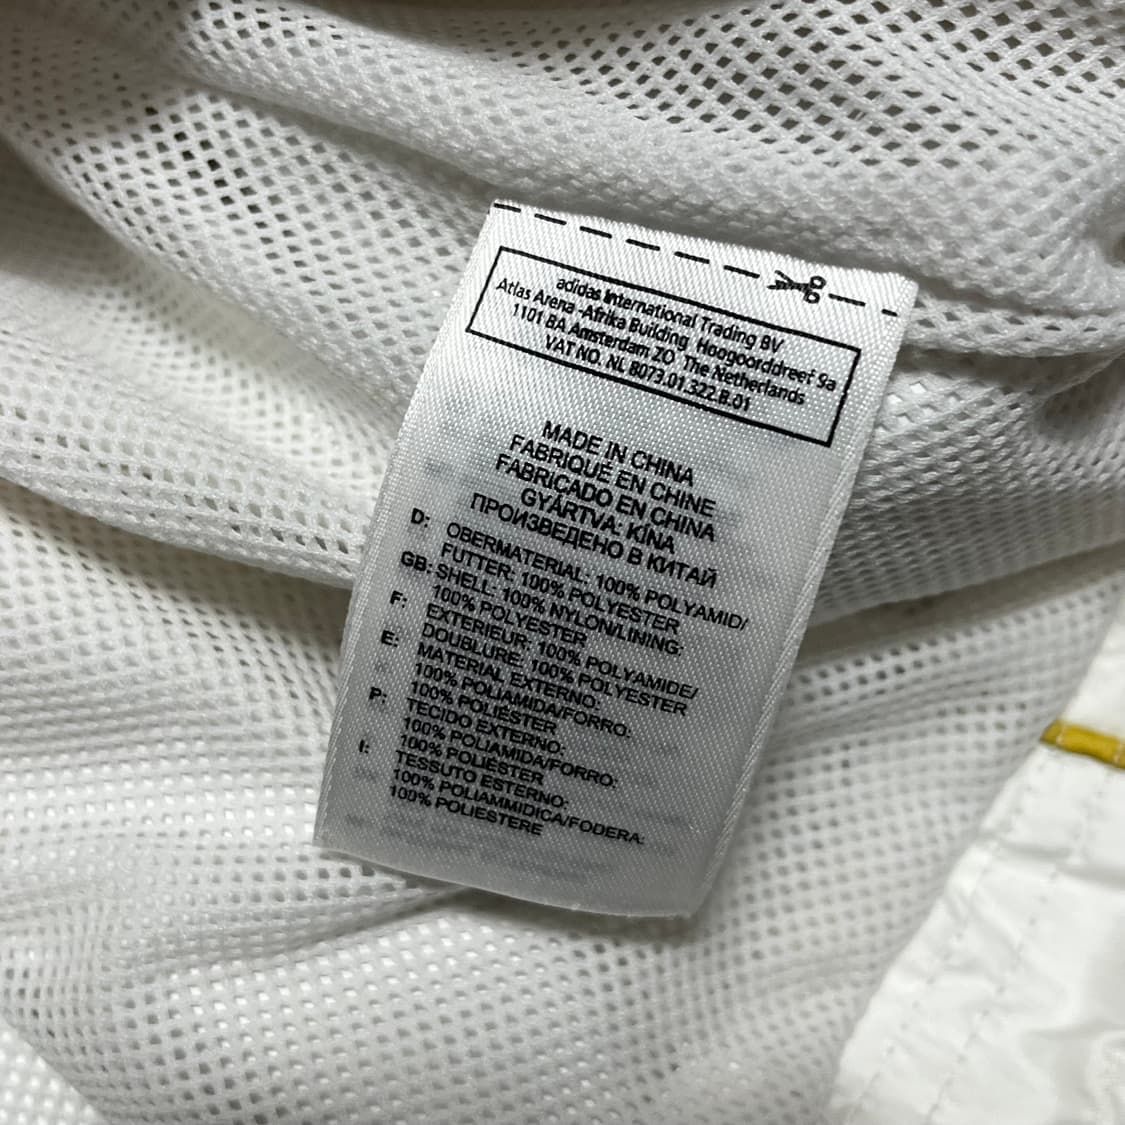 adidas International Trading BV
Atlas Arena -Afrika Building Hoogoorddreef 9a
1101 BA Amsterdam ZO The Netherlands
VAT NO. NL 8073.01.322.B.01
MADE IN CHINA
FABRIQUÉ EN CHINE
FABRICADO EN CHINA
GYÁRTVA: KÍNA
ПРОИЗВЕДЕНО В КИТАЙ
D: OBERMATERIAL: 100% POLYAMID/
FUTTER: 100% POLYESTER
GB: SHELL: 100% NYLON/LINING:
100% POLYESTER
F: EXTERIEUR: 100% POLYAMIDE/
DOUBLURE: 100% POLYESTER
E: MATERIAL EXTERNO:
100% POLIAMIDA/FORRO:
100% POLIÉSTER
P: TECIDO EXTERNO:
100% POLIAMIDA/FORRO:
100% POLIÉSTER
I: TESSUTO ESTERNO:
100% POLIAMMIDICA/FODERA:
100% POLIESTERE